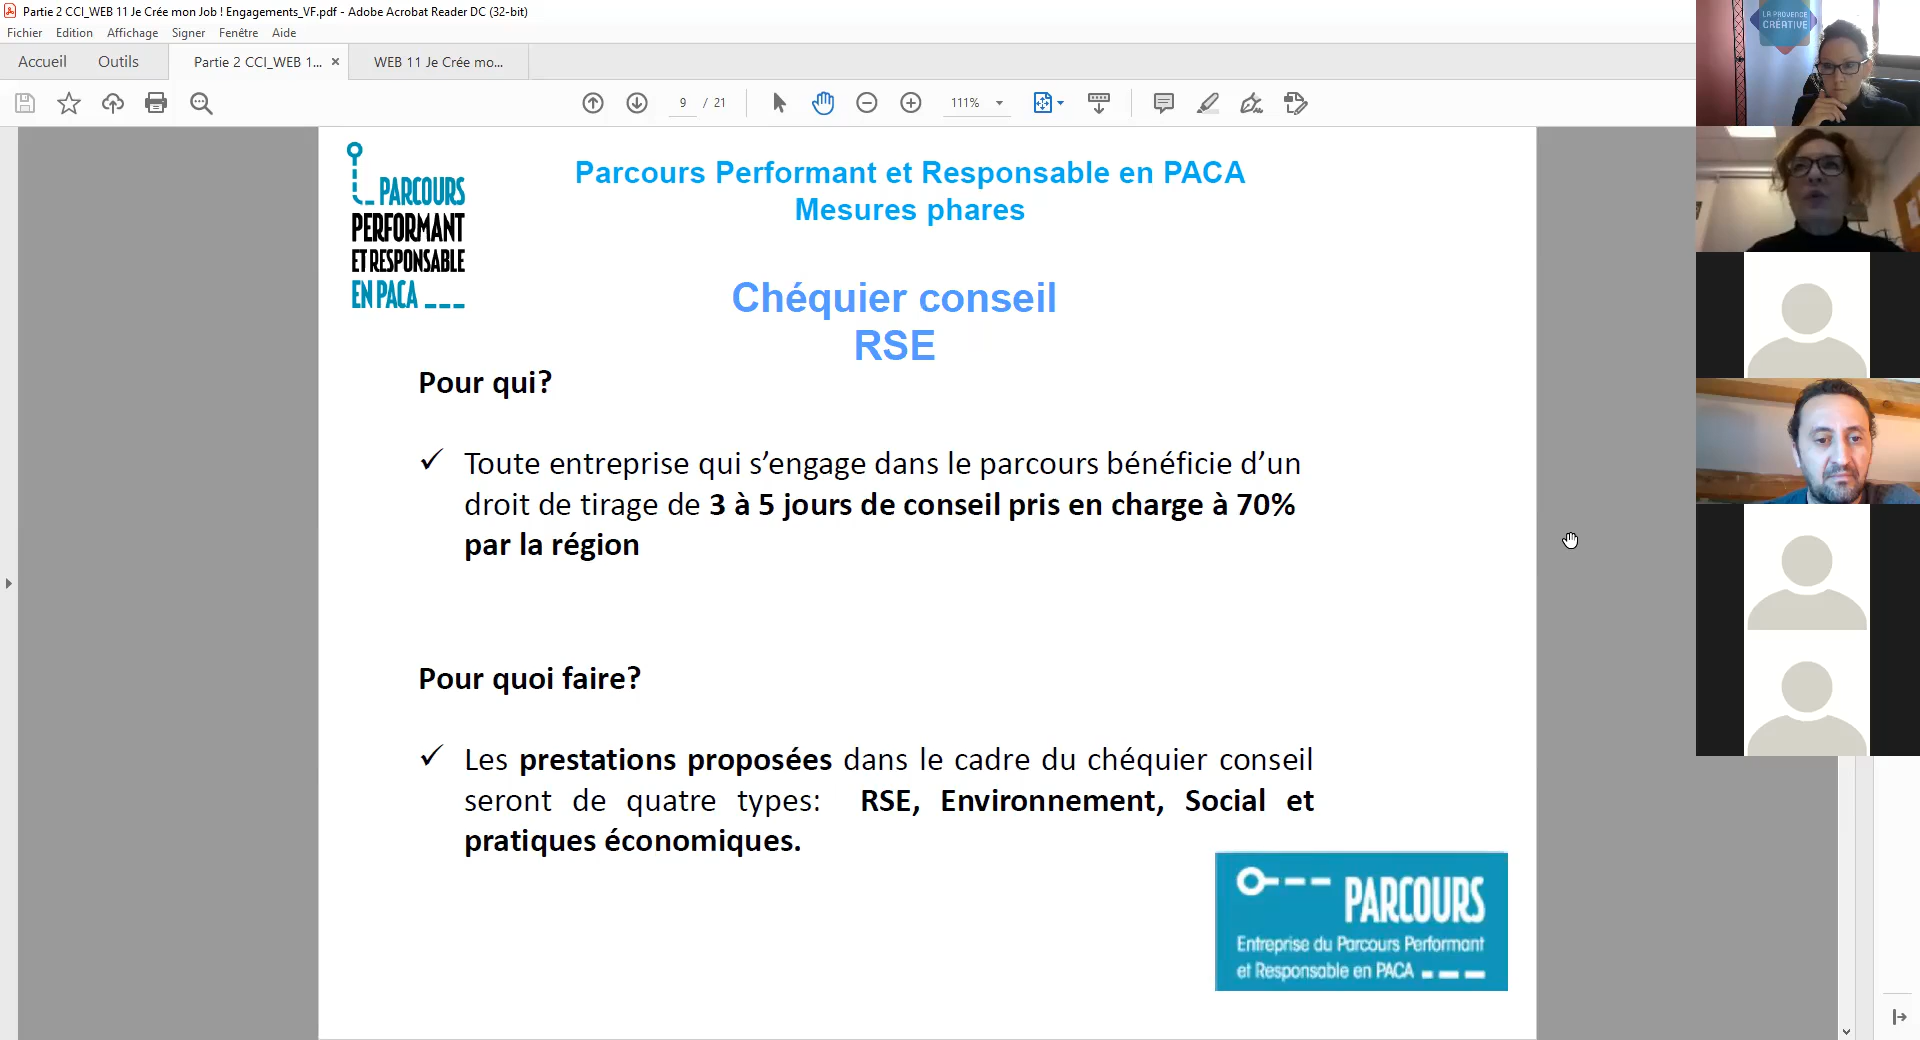 Partie 2 CCI_WEB 11 Je Crée mon Job ! Engagements_VF.pdf - Adobe Acrobat Reader DC (32-bit)
Fichier Edition Affichage Signer Fenêtre Aide
Accueil Outils Partie 2 CCI_WEB 1... × WEB 11 Je Crée mo...
9 / 21 111%
LA PROVENCE
CRÉATIVE
PARCOURS
PERFORMANT
ET RESPONSABLE
EN PACA
Parcours Performant et Responsable en PACA
Mesures phares
Chéquier conseil
RSE
Pour qui?
✓ Toute entreprise qui s’engage dans le parcours bénéficie d’un
droit de tirage de 3 à 5 jours de conseil pris en charge à 70%
par la région
Pour quoi faire?
✓ Les prestations proposées dans le cadre du chéquier conseil
seront de quatre types: RSE, Environnement, Social et
pratiques économiques.
PARCOURS
Entreprise du Parcours Performant
et Responsable en PACA